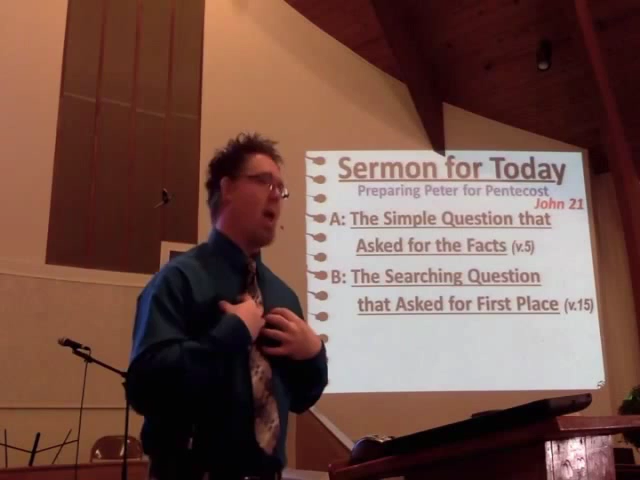 Sermon for Today
Preparing Peter for Pentecost
John 21
A: The Simple Question that
Asked for the Facts (v.5)
B: The Searching Question
that Asked for First Place (v.15)